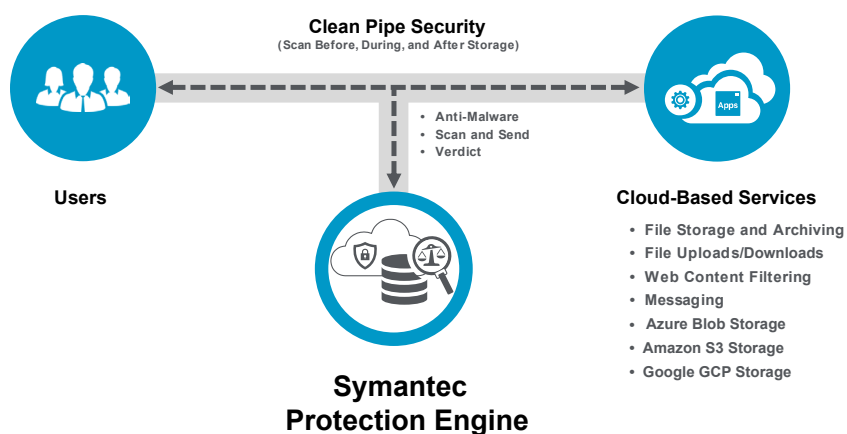 Clean Pipe Security
(Scan Before, During, and After Storage)
• Anti-Malware
• Scan and Send
• Verdict
Apps
Users
Symantec
Protection Engine
Cloud-Based Services
• File Storage and Archiving
• File Uploads/Downloads
• Web Content Filtering
• Messaging
• Azure Blob Storage
• Amazon S3 Storage
• Google GCP Storage